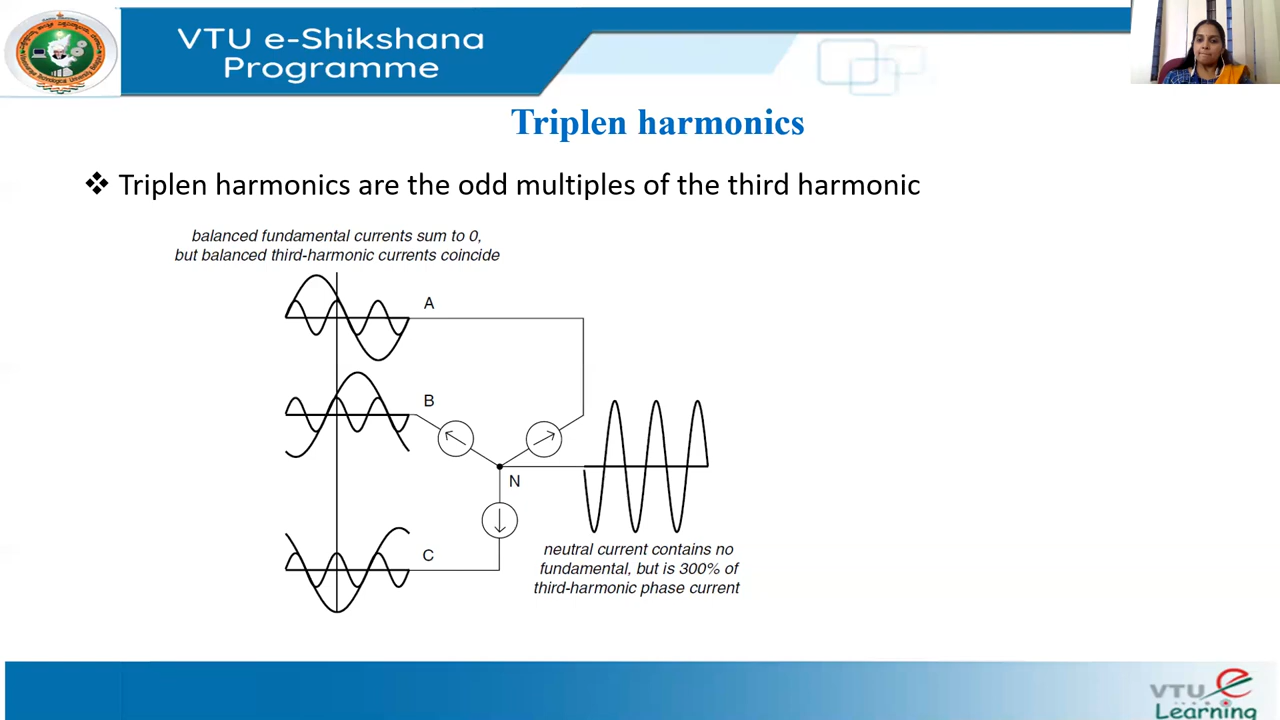 VTU e-Shikshana
Programme
Triplen harmonics
❖ Triplen harmonics are the odd multiples of the third harmonic
balanced fundamental currents sum to 0,
but balanced third-harmonic currents coincide
A
B
N
C
neutral current contains no
fundamental, but is 300% of
third-harmonic phase current
VTU e
Learning